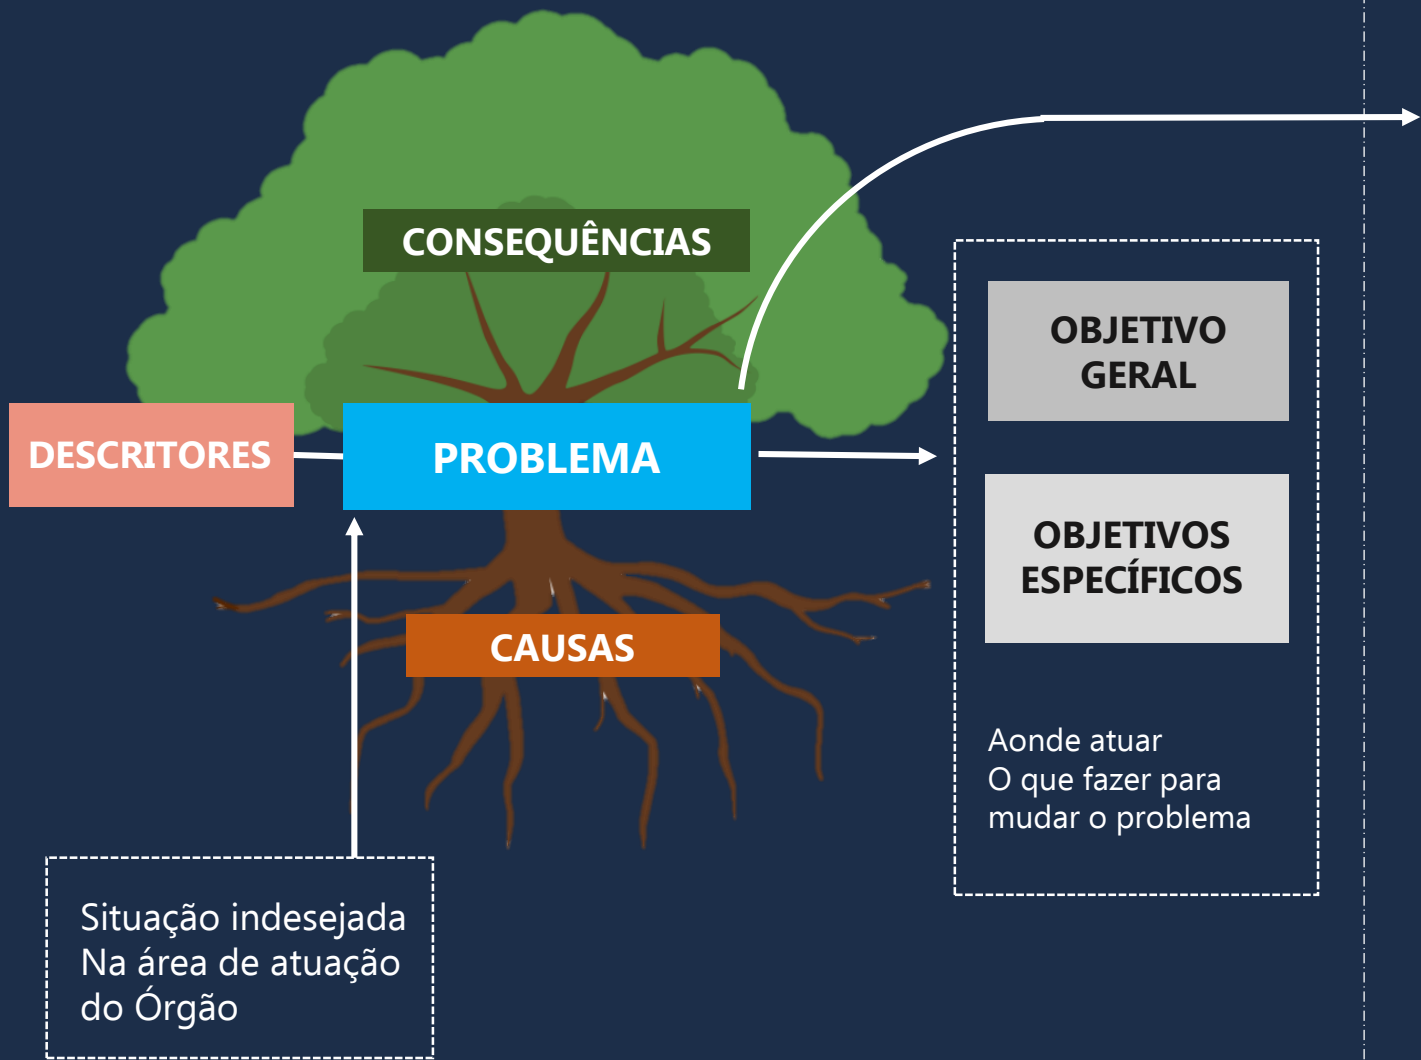 CONSEQUÊNCIAS
DESCRITORES
PROBLEMA
CAUSAS
Situação indesejada
Na área de atuação
do Órgão
OBJETIVO
GERAL
OBJETIVOS
ESPECÍFICOS
Aonde atuar
O que fazer para
mudar o problema